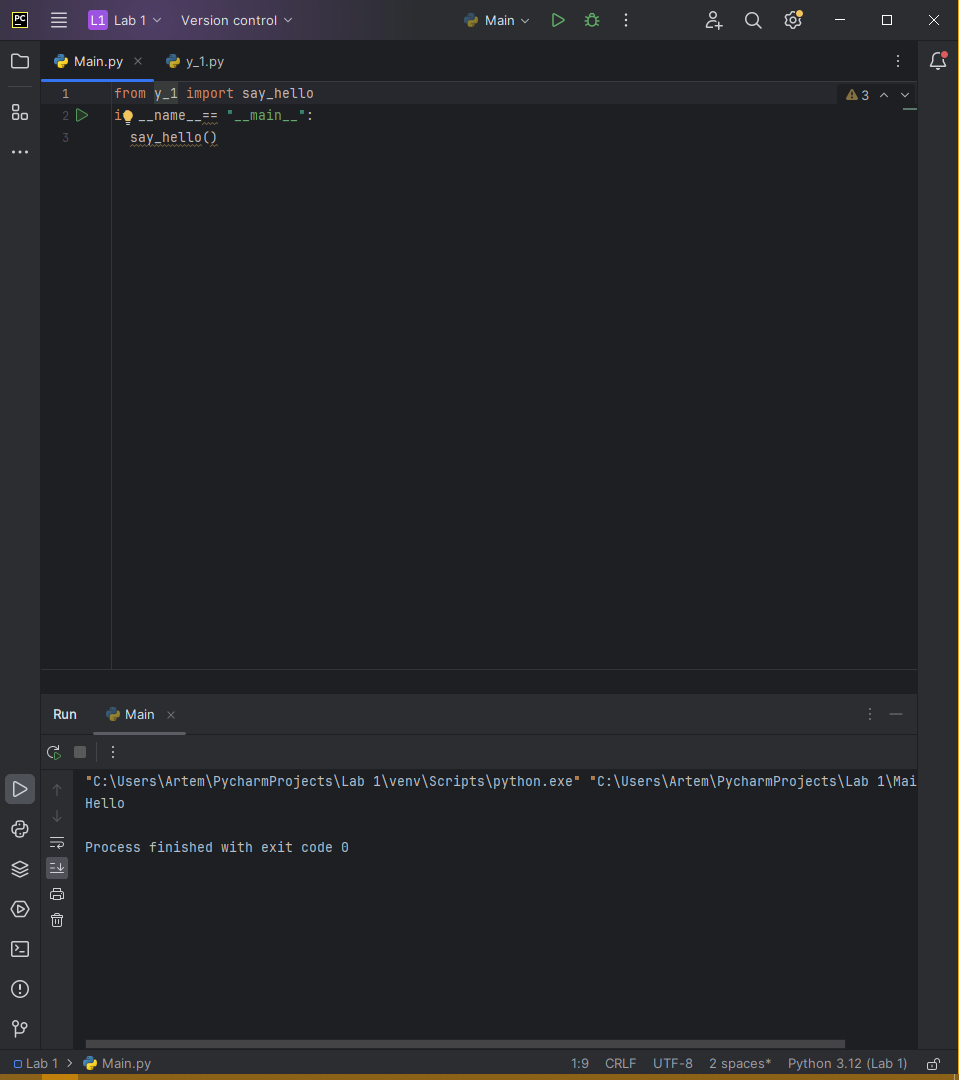 PC L1 Lab 1 Version control Main
Main.py y_1.py
1 from y_1 import say_hello 3
2 i __name__== "__main__":
3 say_hello()
Run Main
"C:\Users\Artem\PycharmProjects\Lab 1\venv\Scripts\python.exe" "C:\Users\Artem\PycharmProjects\Lab 1\Mai
Hello
Process finished with exit code 0
Lab 1 Main.py 1:9 CRLF UTF-8 2 spaces* Python 3.12 (Lab 1)